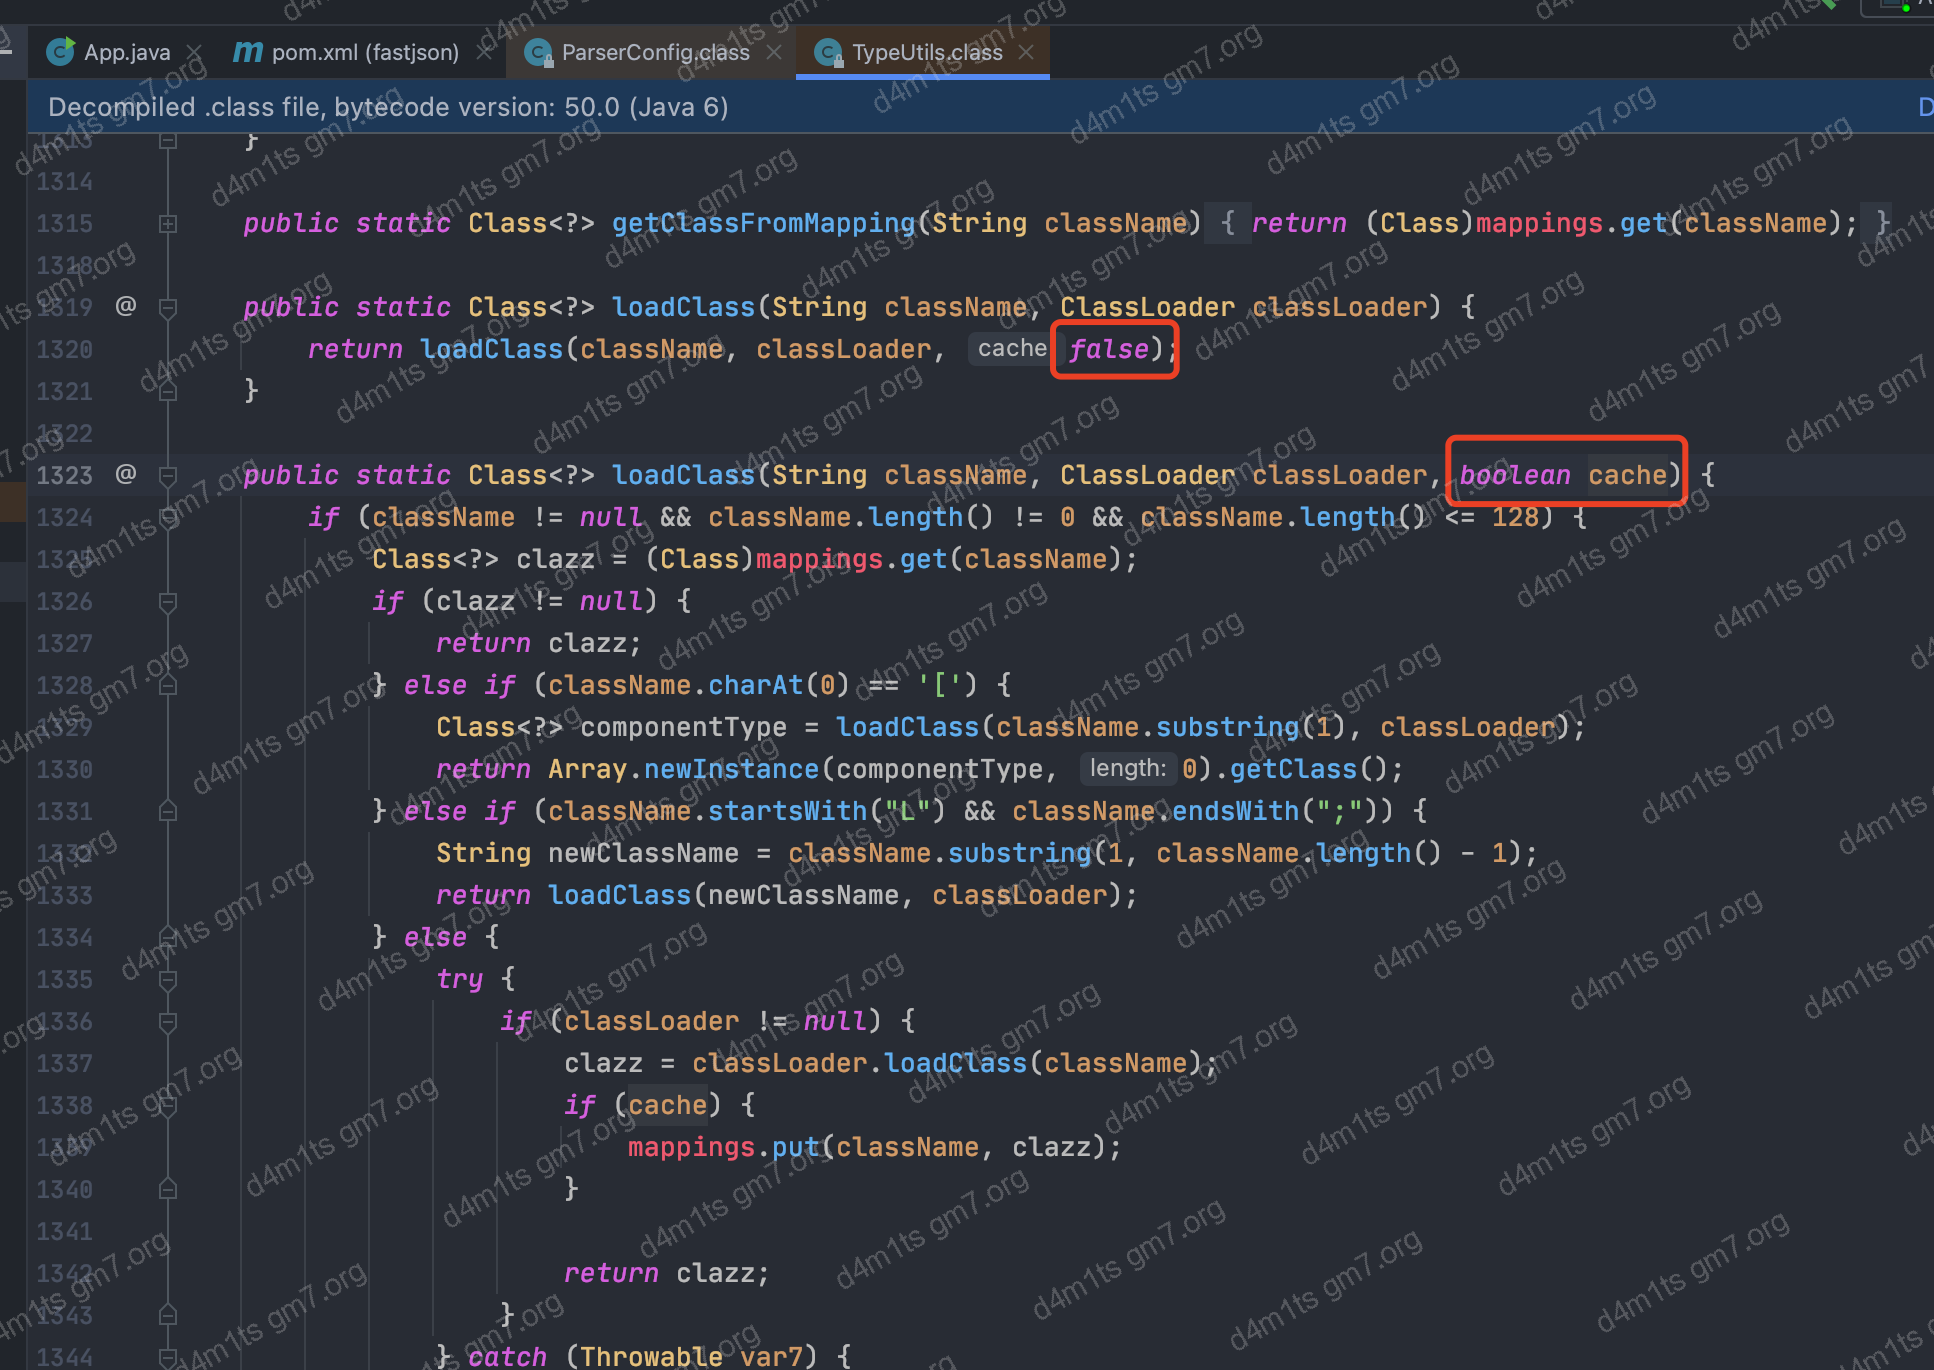 App.java
pom.xml (fastjson)
ParserConfig.class
TypeUtils.class
Decompiled .class file, bytecode version: 50.0 (Java 6)
1313 }
1314
1315 public static Class<?> getClassFromMapping(String className) { return (Class)mappings.get(className); }
1318
1319 @ public static Class<?> loadClass(String className, ClassLoader classLoader) {
1320 return loadClass(className, classLoader, cache false);
1321 }
1322
1323 @ public static Class<?> loadClass(String className, ClassLoader classLoader, boolean cache) {
1324 if (className != null && className.length() != 0 && className.length() <= 128) {
1325 Class<?> clazz = (Class)mappings.get(className);
1326 if (clazz != null) {
1327 return clazz;
1328 } else if (className.charAt(0) == '[') {
1329 Class<?> componentType = loadClass(className.substring(1), classLoader);
1330 return Array.newInstance(componentType, length: 0).getClass();
1331 } else if (className.startsWith("L") && className.endsWith(";")) {
1332 String newClassName = className.substring(1, className.length() - 1);
1333 return loadClass(newClassName, classLoader);
1334 } else {
1335 try {
1336 if (classLoader != null) {
1337 clazz = classLoader.loadClass(className);
1338 if (cache) {
1339 mappings.put(className, clazz);
1340 }
1341
1342 return clazz;
1343 }
1344 } catch (Throwable var7) {
d4m1ts gm7.org